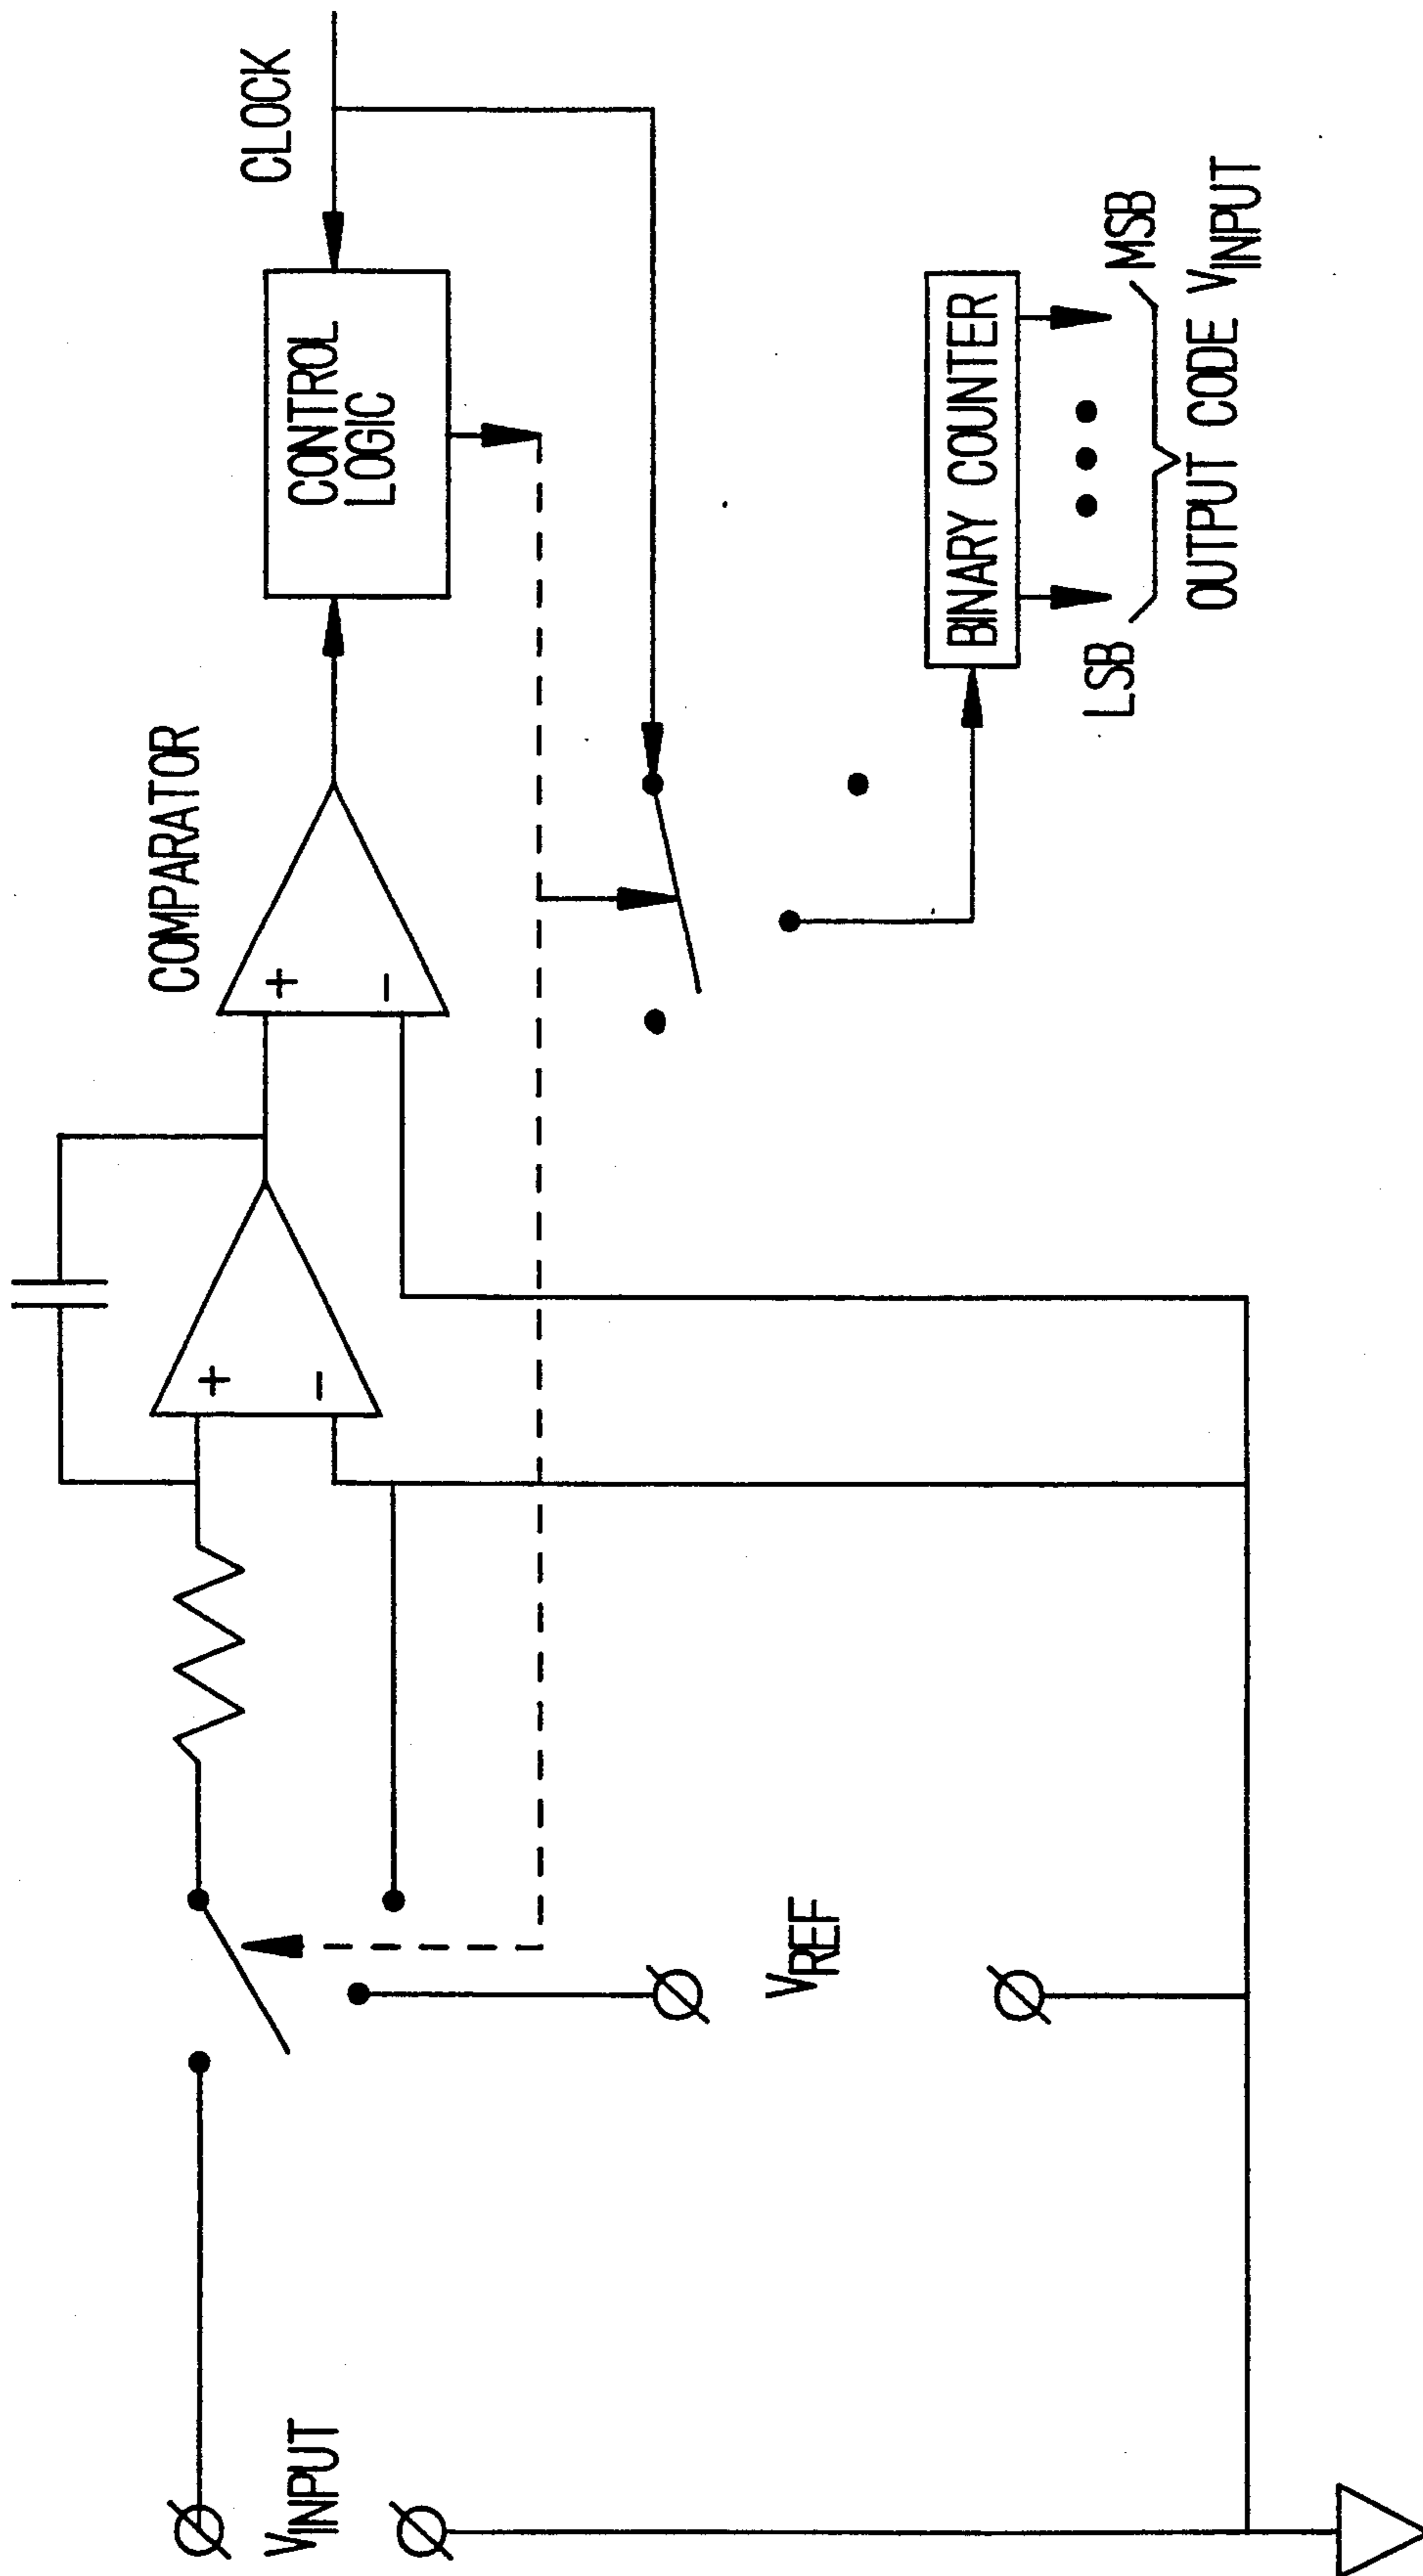 VINPUT
VREF
+
-
COMPARATOR
+
-
CONTROL
LOGIC
CLOCK
BINARY COUNTER
LSB
MSB
OUTPUT CODE VINPUT